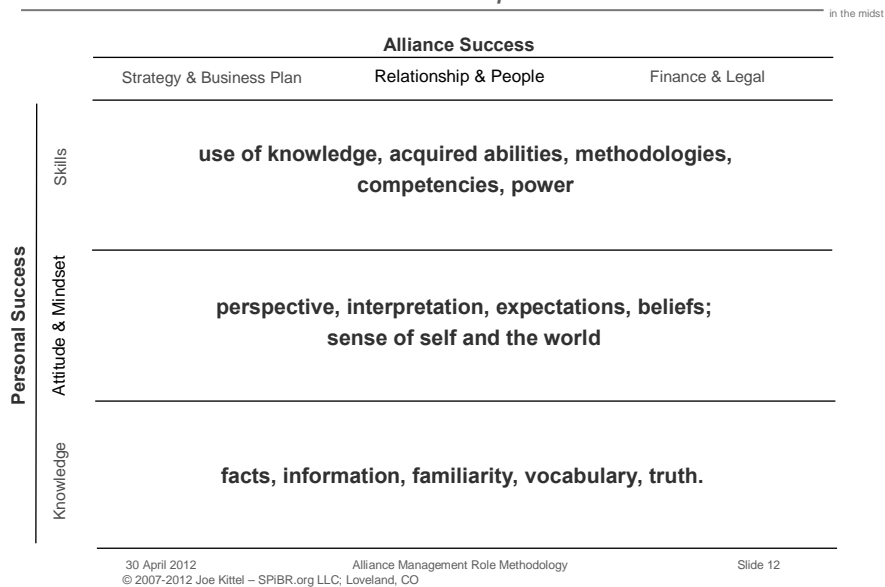 in the midst
Alliance Success
Strategy & Business Plan
Relationship & People
Finance & Legal
Personal Success
Skills
use of knowledge, acquired abilities, methodologies,
competencies, power
Attitude & Mindset
perspective, interpretation, expectations, beliefs;
sense of self and the world
Knowledge
facts, information, familiarity, vocabulary, truth.
30 April 2012
Alliance Management Role Methodology
Slide 12
© 2007-2012 Joe Kittel – SPiBR.org LLC; Loveland, CO